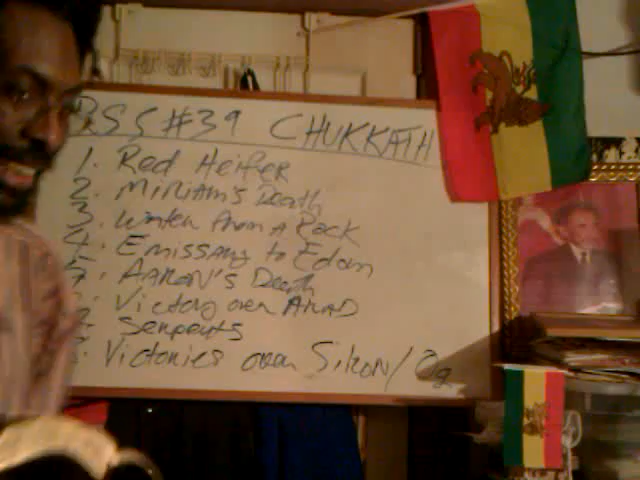 RSS #39 CHUKKATH
1. Red Heifer
2. Miriam's Death
3. Water from A Rock
4. Emissary to Edom
5. AARON'S Death
6. Victory over ARAD
7. Serpents
8. Victories over Sihon/Og